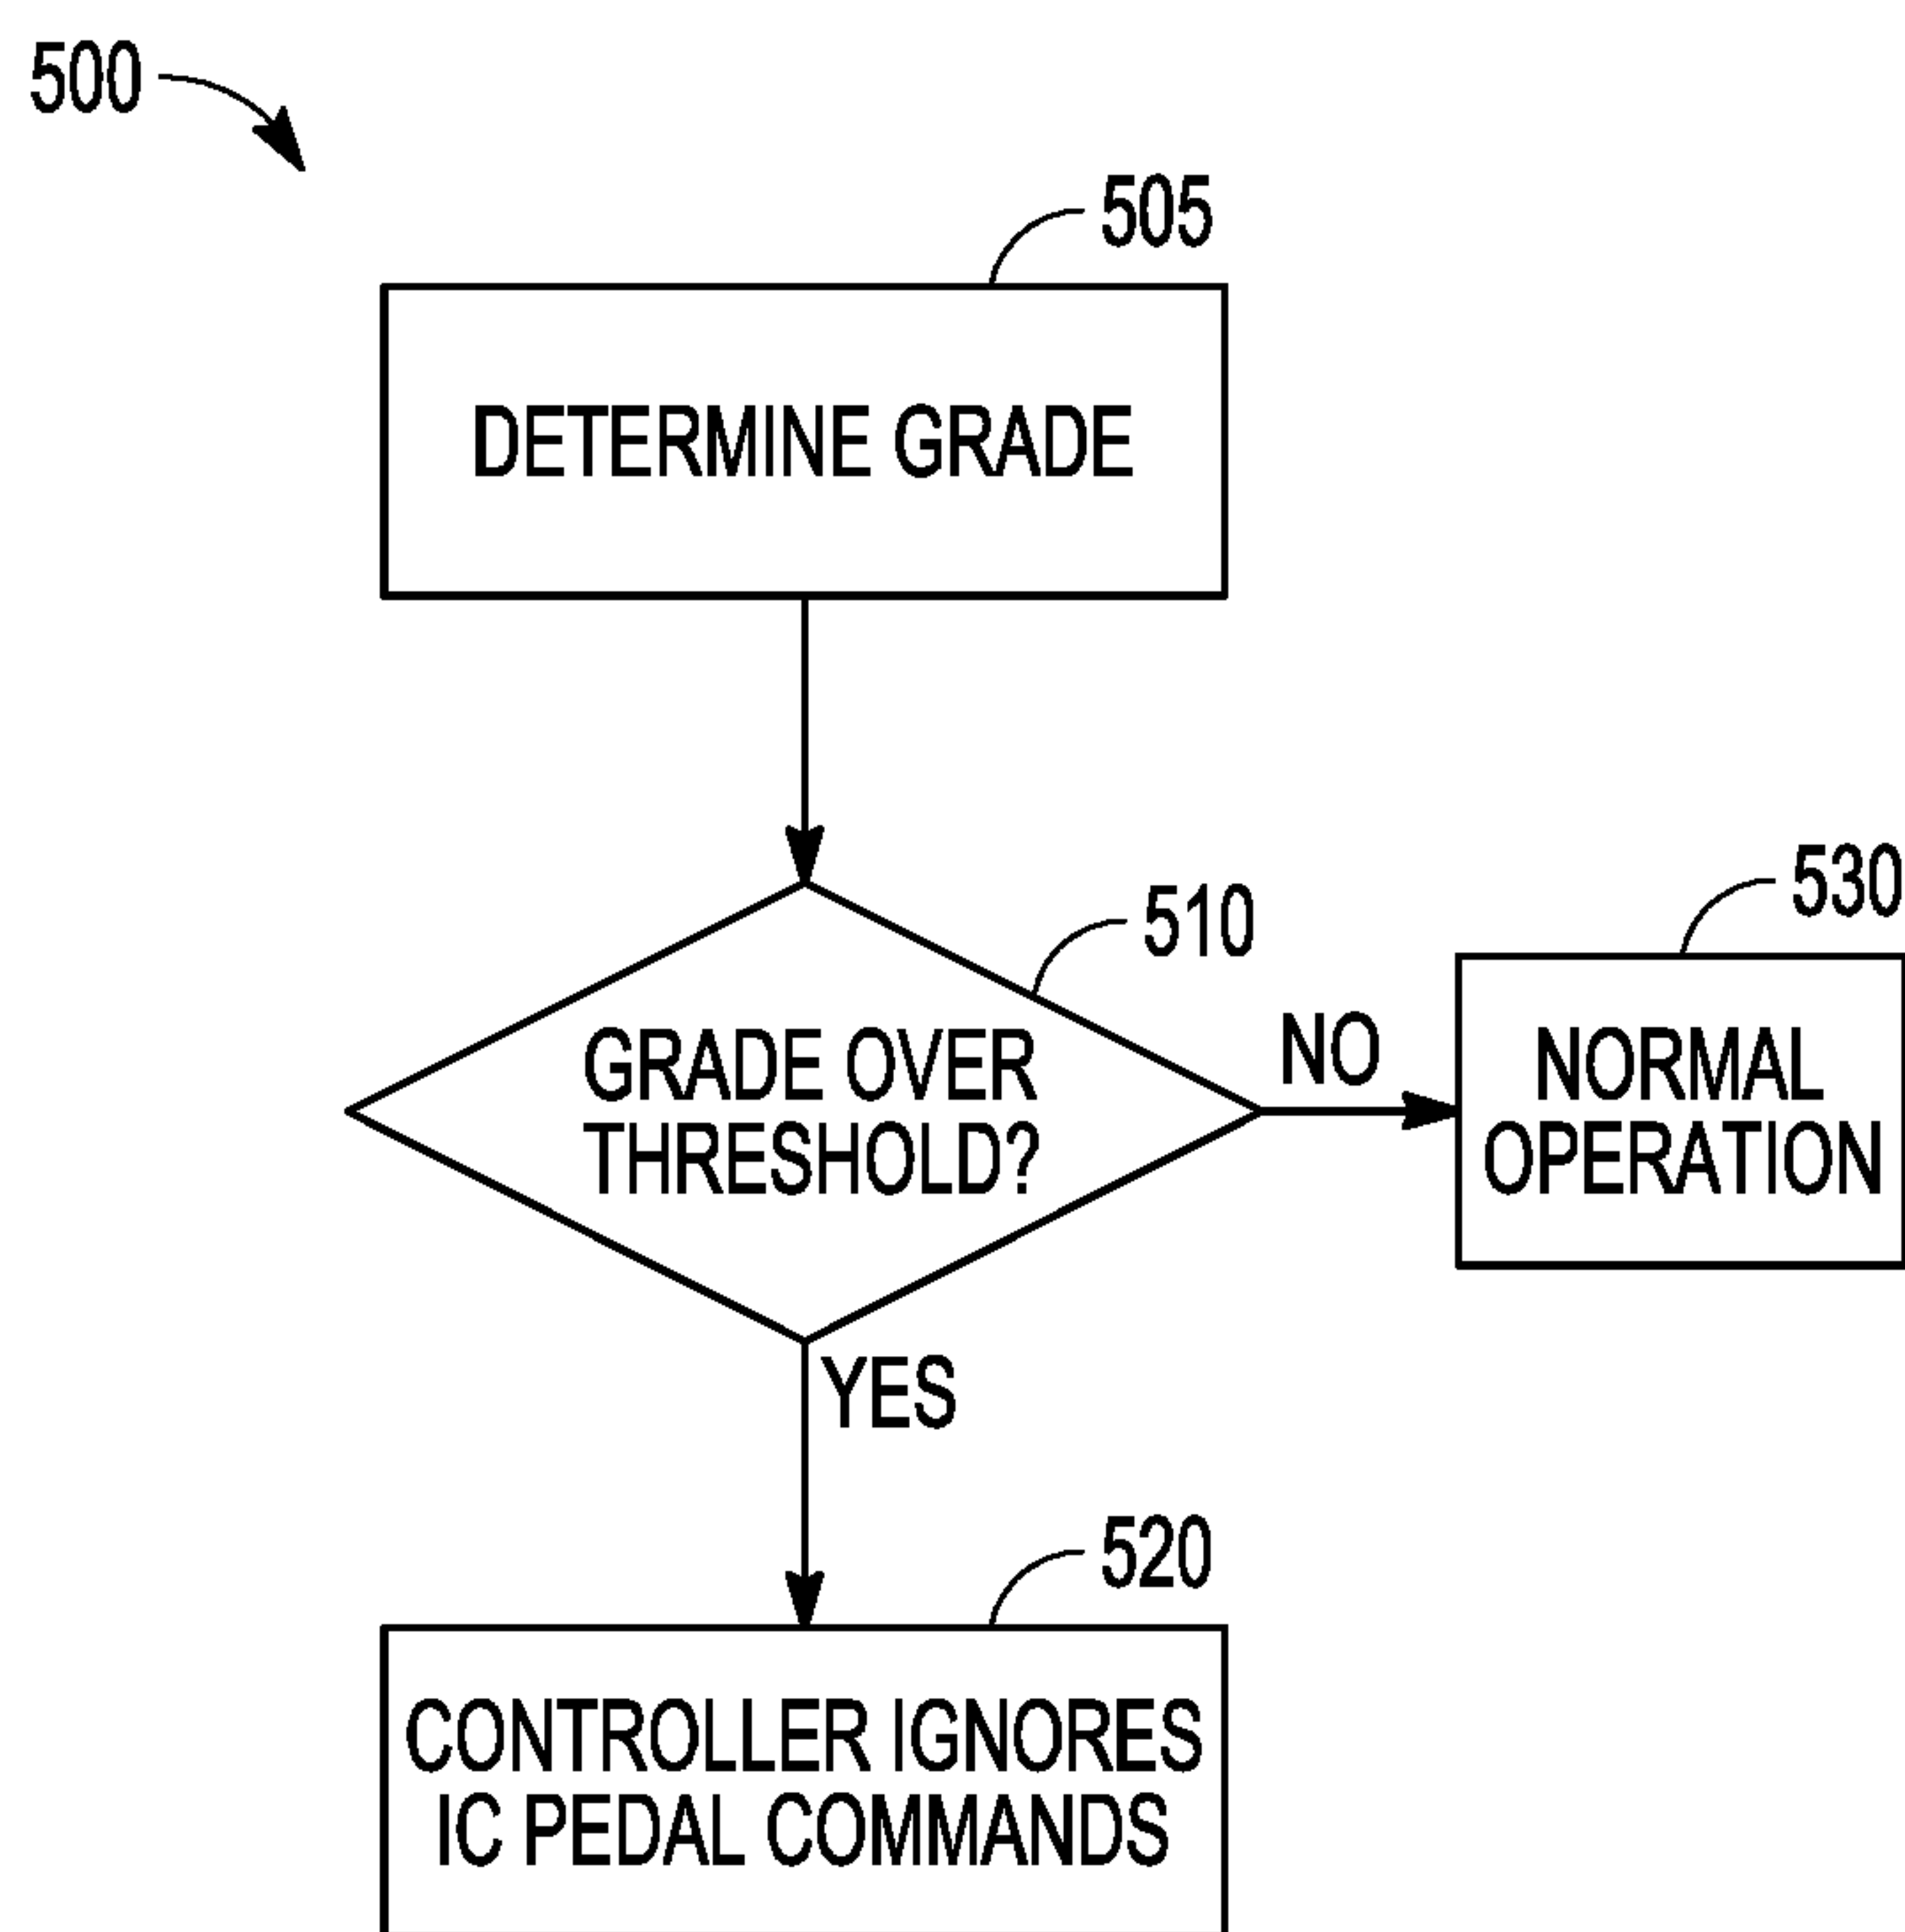 500
505
DETERMINE GRADE
510
530
GRADE OVER
THRESHOLD?
NO
NORMAL
OPERATION
YES
520
CONTROLLER IGNORES
IC PEDAL COMMANDS